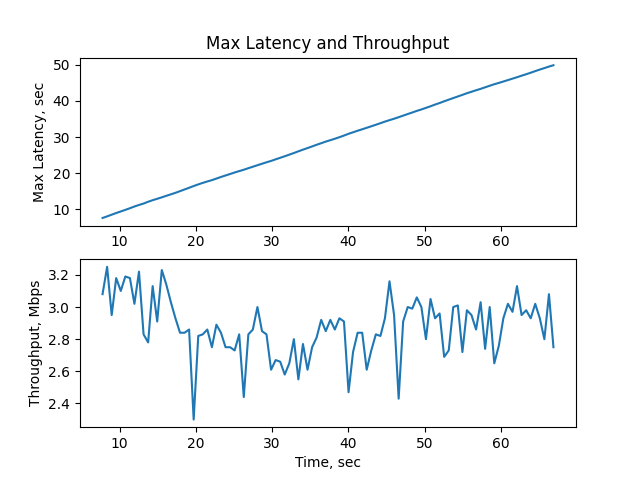 Max Latency and Throughput
Max Latency, sec
50
40
30
20
10
10 20 30 40 50 60
Throughput, Mbps
3.2
3.0
2.8
2.6
2.4
10 20 30 40 50 60
Time, sec